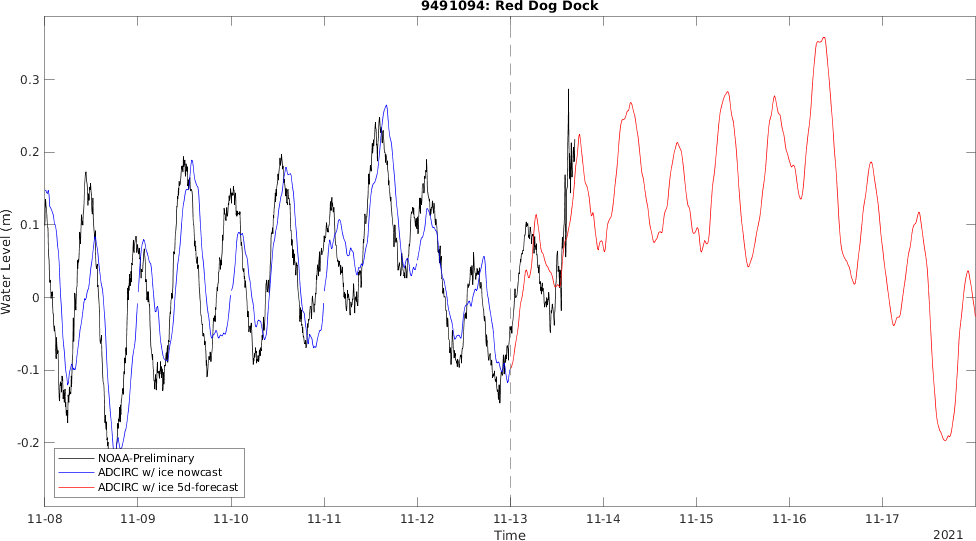 9491094: Red Dog Dock
Water Level (m)
0.3
0.2
0.1
0
-0.1
-0.2
NOAA-Preliminary
ADCIRC w/ ice nowcast
ADCIRC w/ ice 5d-forecast
11-08 11-09 11-10 11-11 11-12 11-13 11-14 11-15 11-16 11-17
Time
2021